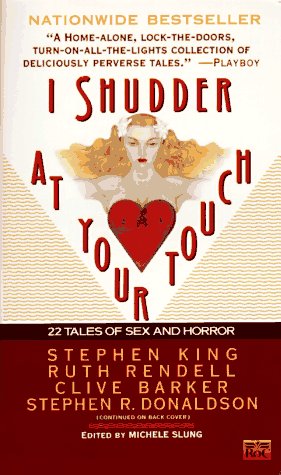 NATIONWIDE BESTSELLER
"A HOME-ALONE, LOCK-THE-DOORS,
TURN-ON-ALL-THE-LIGHTS COLLECTION OF
DELICIOUSLY PERVERSE TALES." —PLAYBOY
I SHUDDER
AT YOUR TOUCH
22 TALES OF SEX AND HORROR
STEPHEN KING
RUTH RENDELL
CLIVE BARKER
STEPHEN R. DONALDSON
(CONTINUED ON BACK COVER)
EDITED BY MICHELE SLUNG
ROC